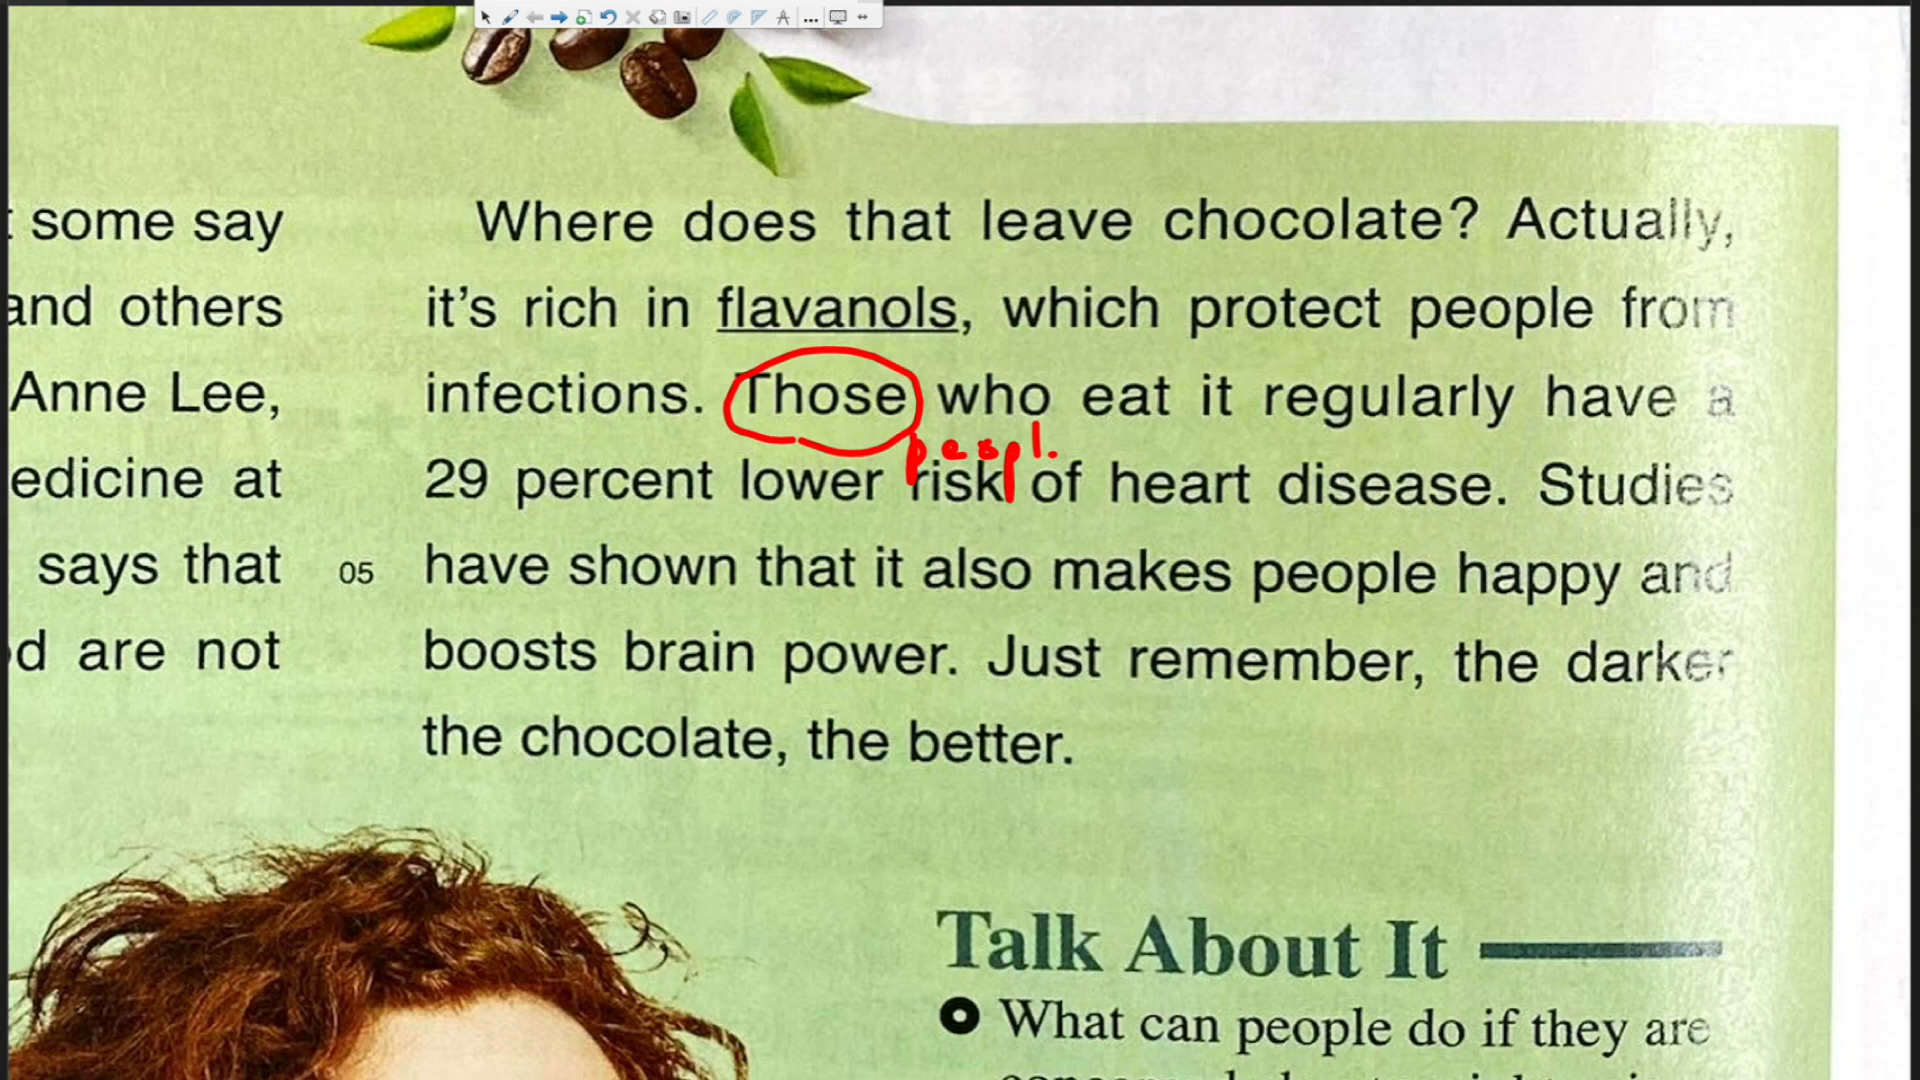 some say
and others
Anne Lee,
edicine at
says that
d are not
Where does that leave chocolate? Actually,
it's rich in flavanols, which protect people from
infections. Those who eat it regularly have a
peopl.
29 percent lower risk of heart disease. Studies
05 have shown that it also makes people happy and
boosts brain power. Just remember, the darker
the chocolate, the better.
Talk About It
What can people do if they are